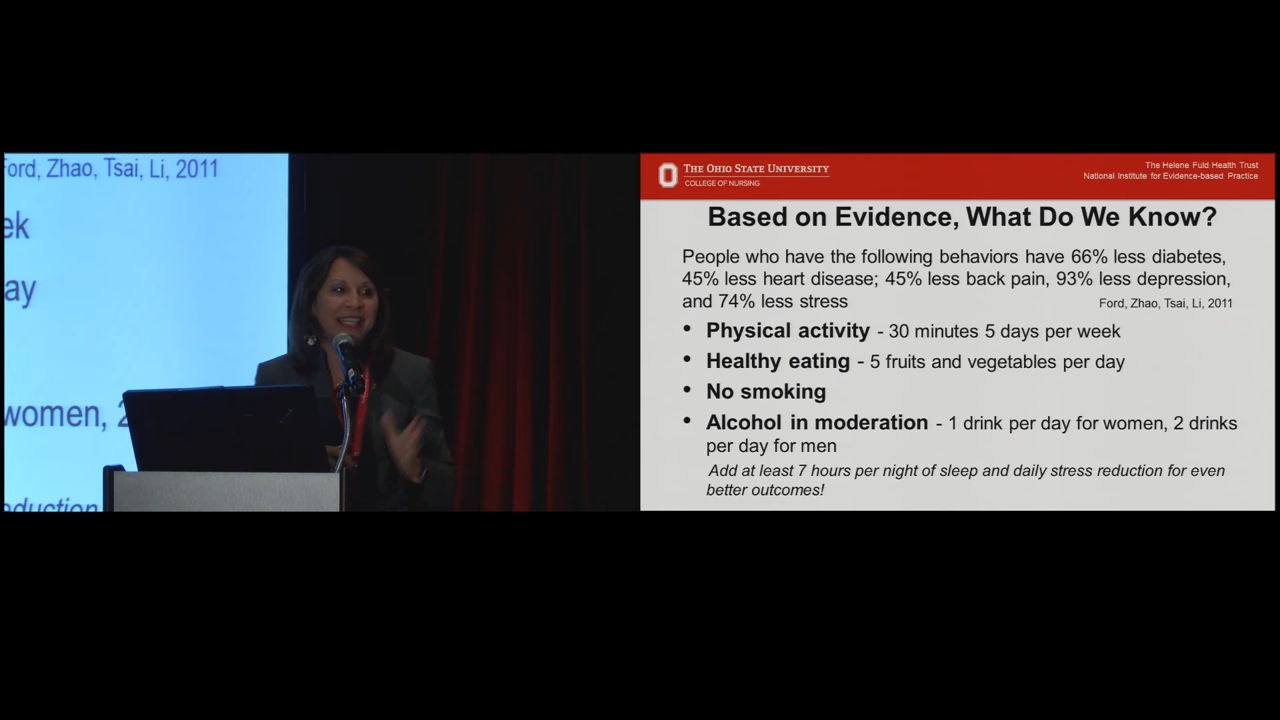 Ford, Zhao, Tsai, Li, 2011
ek
ay
women, 2
eduction
THE OHIO STATE UNIVERSITY
COLLEGE OF NURSING
The Helene Fuld Health Trust
National Institute for Evidence-based Practice
Based on Evidence, What Do We Know?
People who have the following behaviors have 66% less diabetes,
45% less heart disease; 45% less back pain, 93% less depression,
and 74% less stress Ford, Zhao, Tsai, Li, 2011
• Physical activity - 30 minutes 5 days per week
• Healthy eating - 5 fruits and vegetables per day
• No smoking
• Alcohol in moderation - 1 drink per day for women, 2 drinks
per day for men
Add at least 7 hours per night of sleep and daily stress reduction for even
better outcomes!